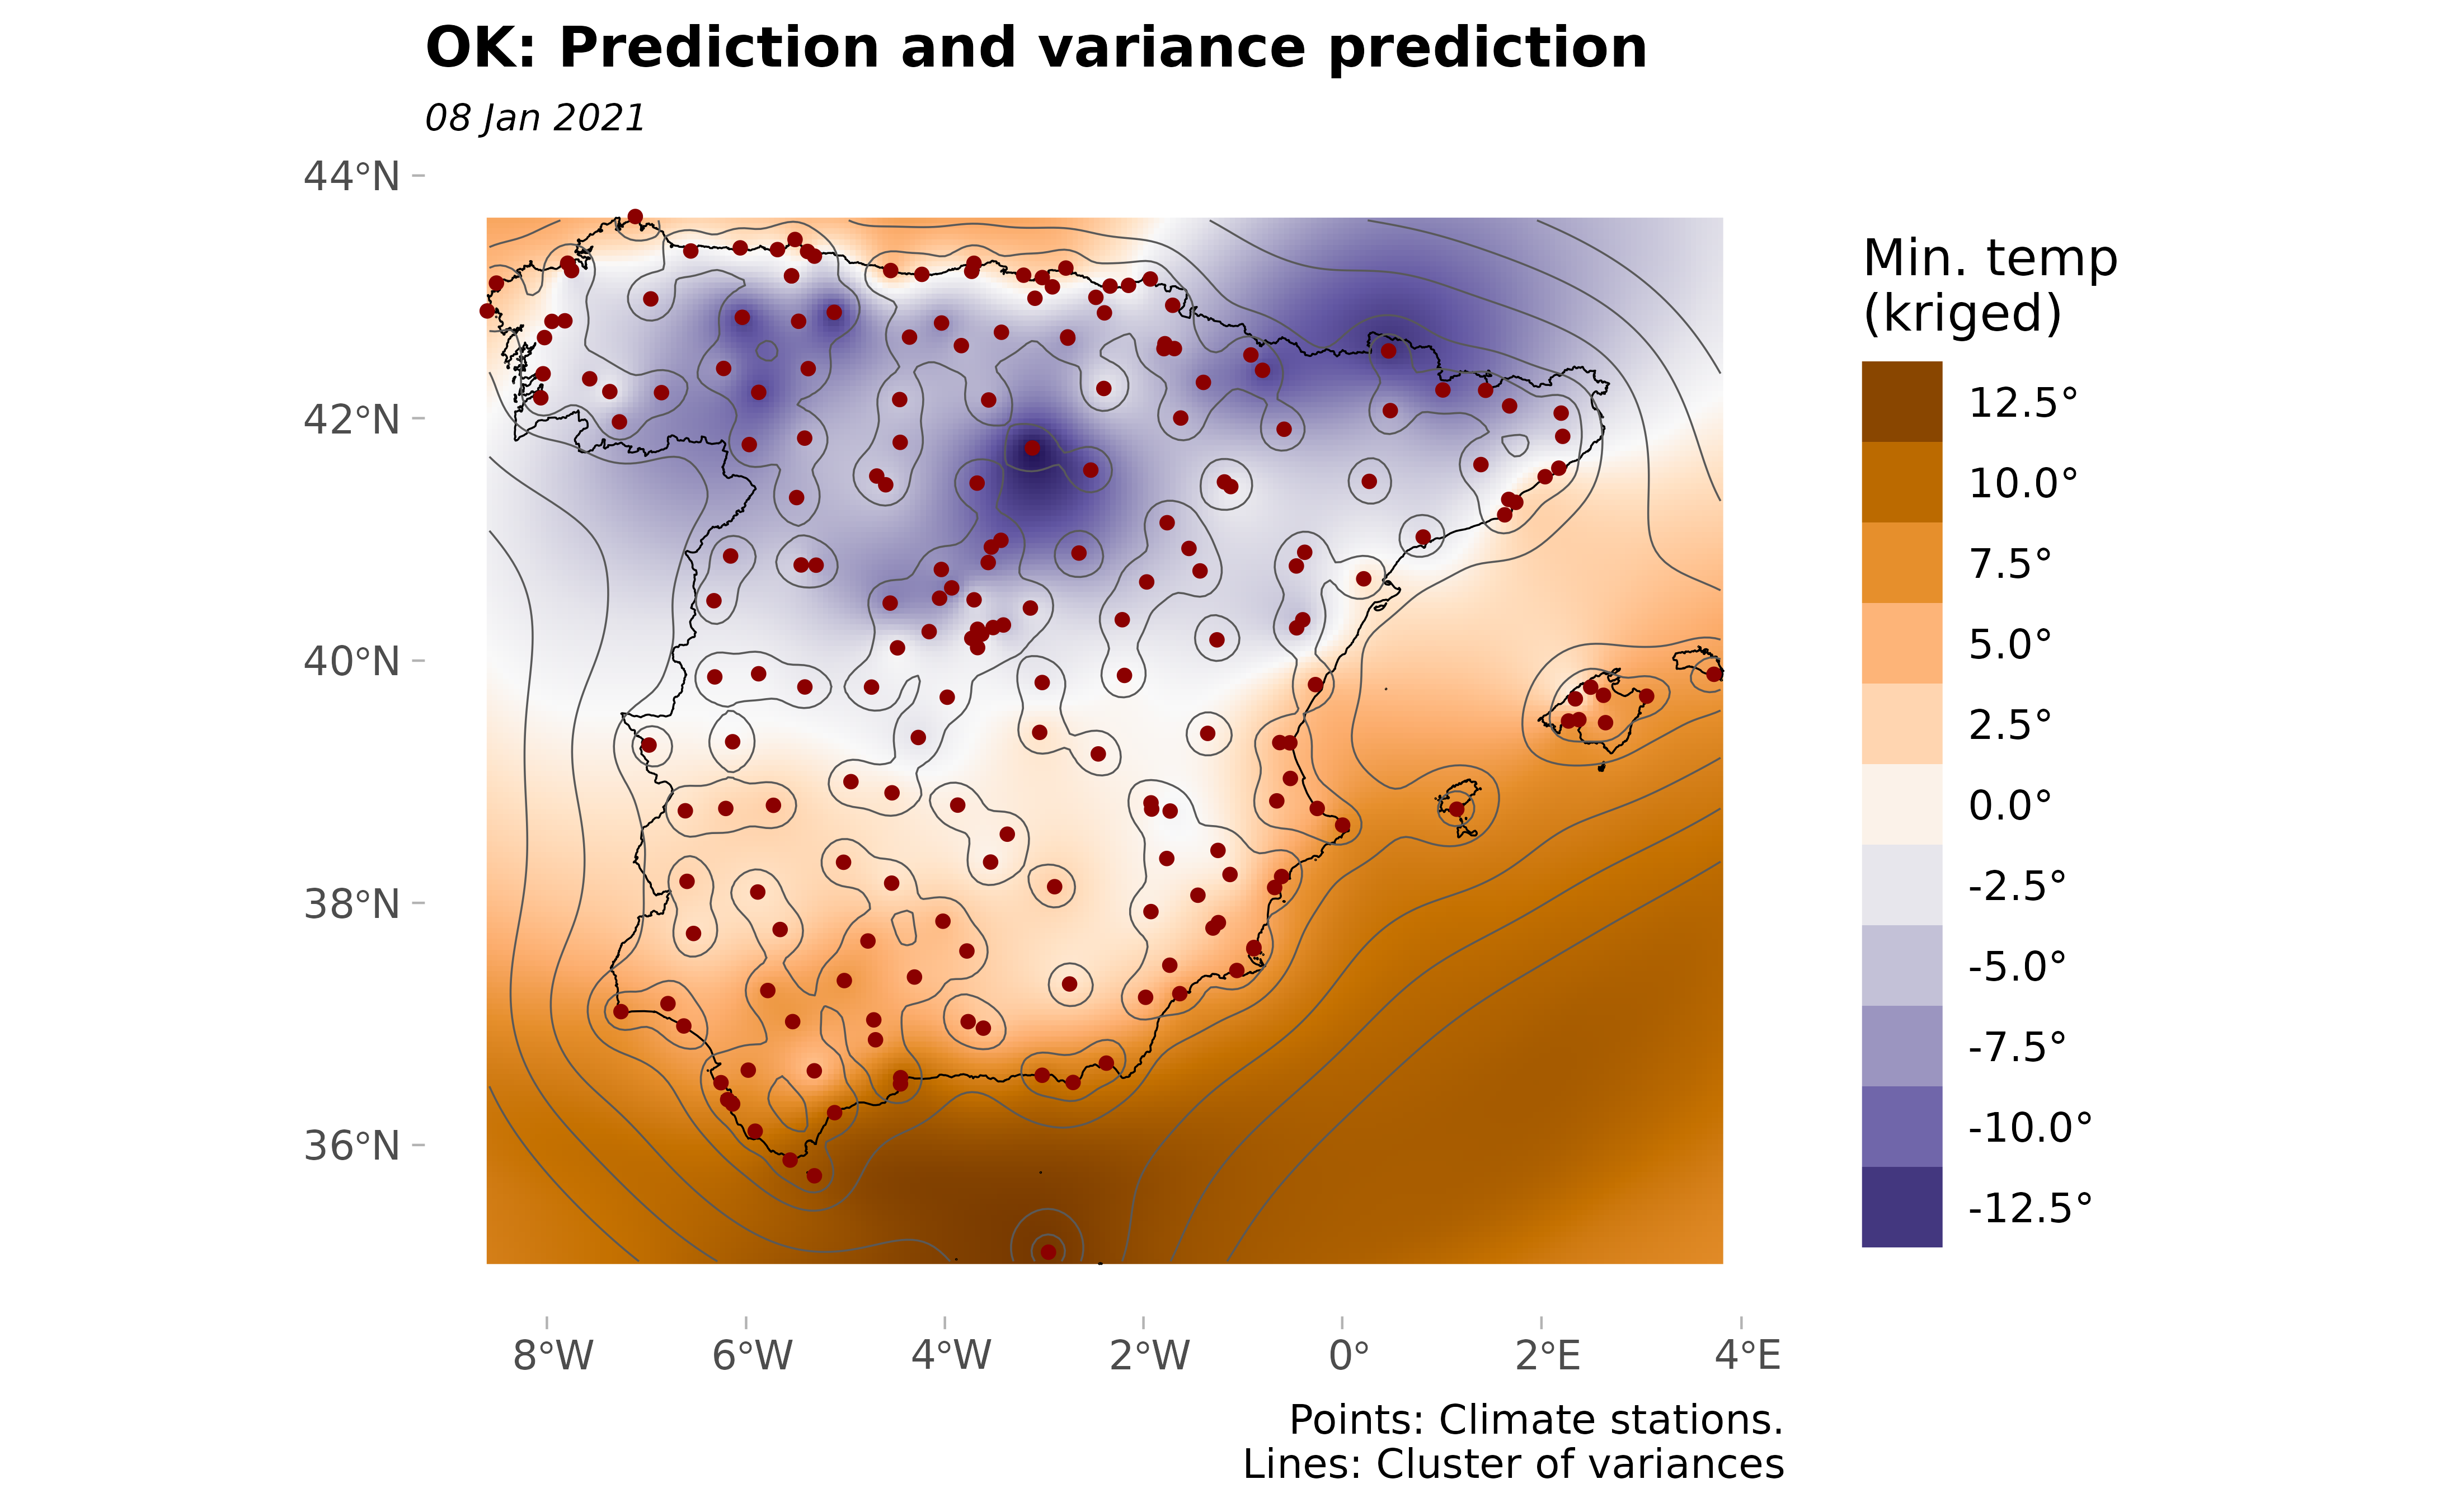 OK: Prediction and variance prediction
08 Jan 2021
44°N
42°N
40°N
38°N
36°N
8°W
6°W
4°W
2°W
0°
2°E
4°E
Min. temp
(kriged)
12.5°
10.0°
7.5°
5.0°
2.5°
0.0°
-2.5°
-5.0°
-7.5°
-10.0°
-12.5°
Points: Climate stations.
Lines: Cluster of variances